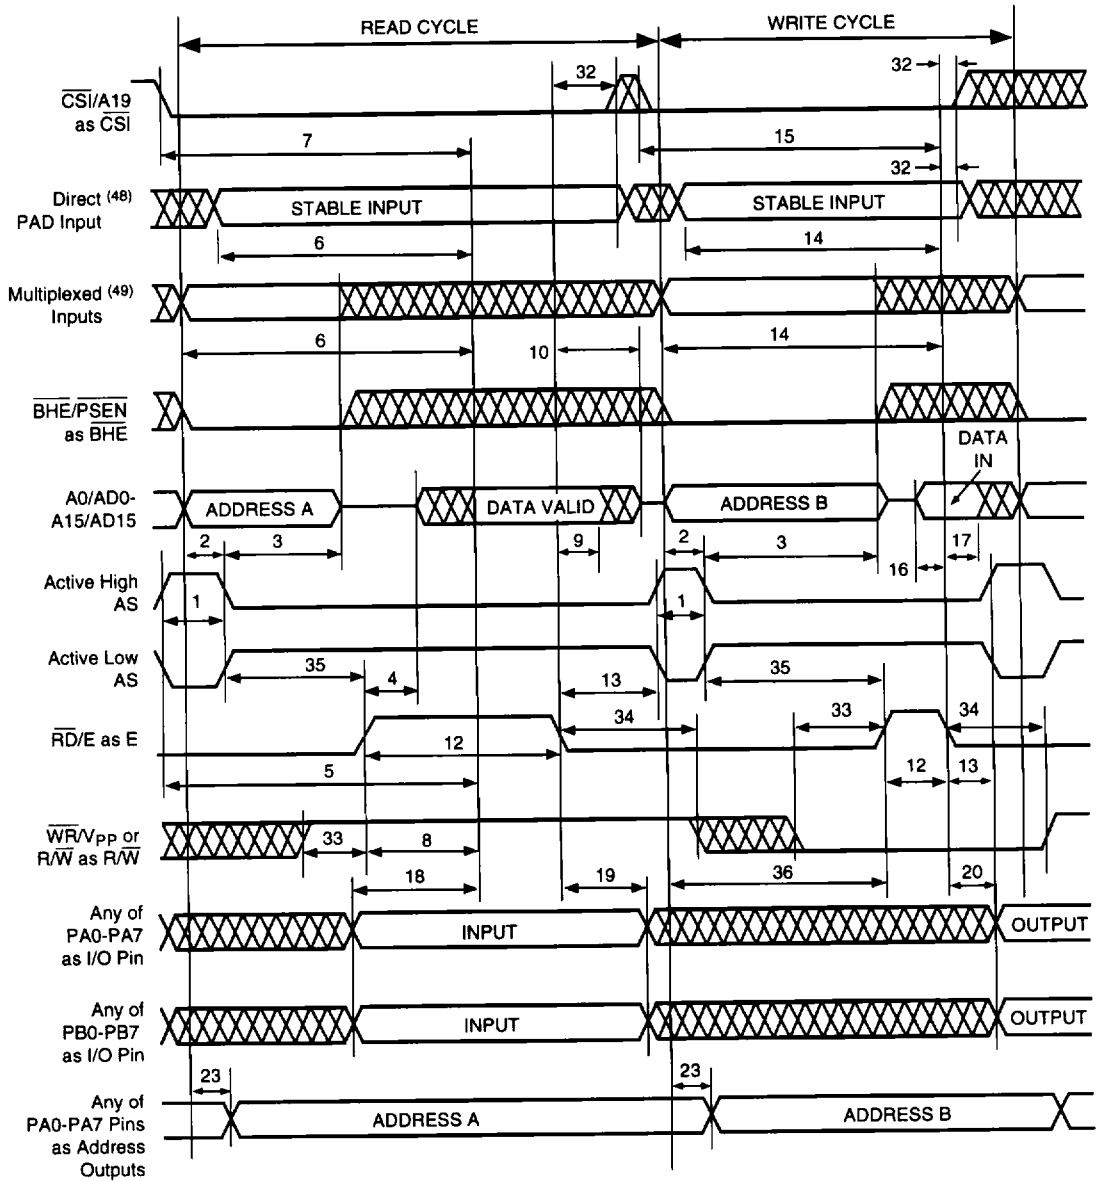 READ CYCLE
WRITE CYCLE
32
32
CSI/A19
as CSI
7
15
32
Direct (48)
PAD Input
STABLE INPUT
STABLE INPUT
6
14
Multiplexed (49)
Inputs
6
10
14
BHE/PSEN
as BHE
DATA
IN
A0/AD0-
A15/AD15
ADDRESS A
DATA VALID
ADDRESS B
2
3
9
2
3
16
17
Active High
AS
1
1
Active Low
AS
35
4
13
35
RD/E as E
34
33
34
12
12
13
5
WR/VPP or
R/W as R/W
33
8
18
19
36
20
Any of
PA0-PA7
as I/O Pin
INPUT
OUTPUT
Any of
PB0-PB7
as I/O Pin
INPUT
OUTPUT
23
23
Any of
PA0-PA7 Pins
as Address
Outputs
ADDRESS A
ADDRESS B